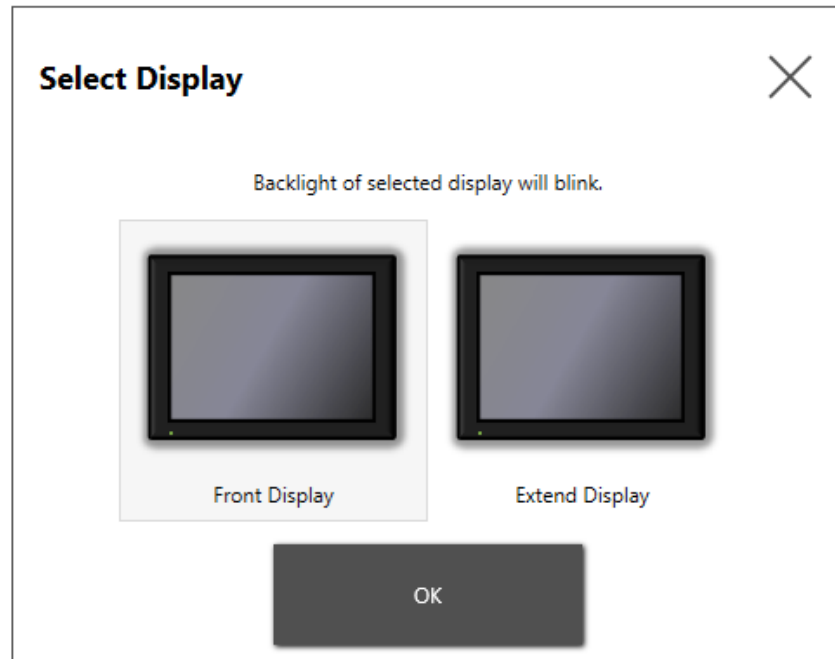 Select Display
Backlight of selected display will blink.
Front Display
Extend Display
OK